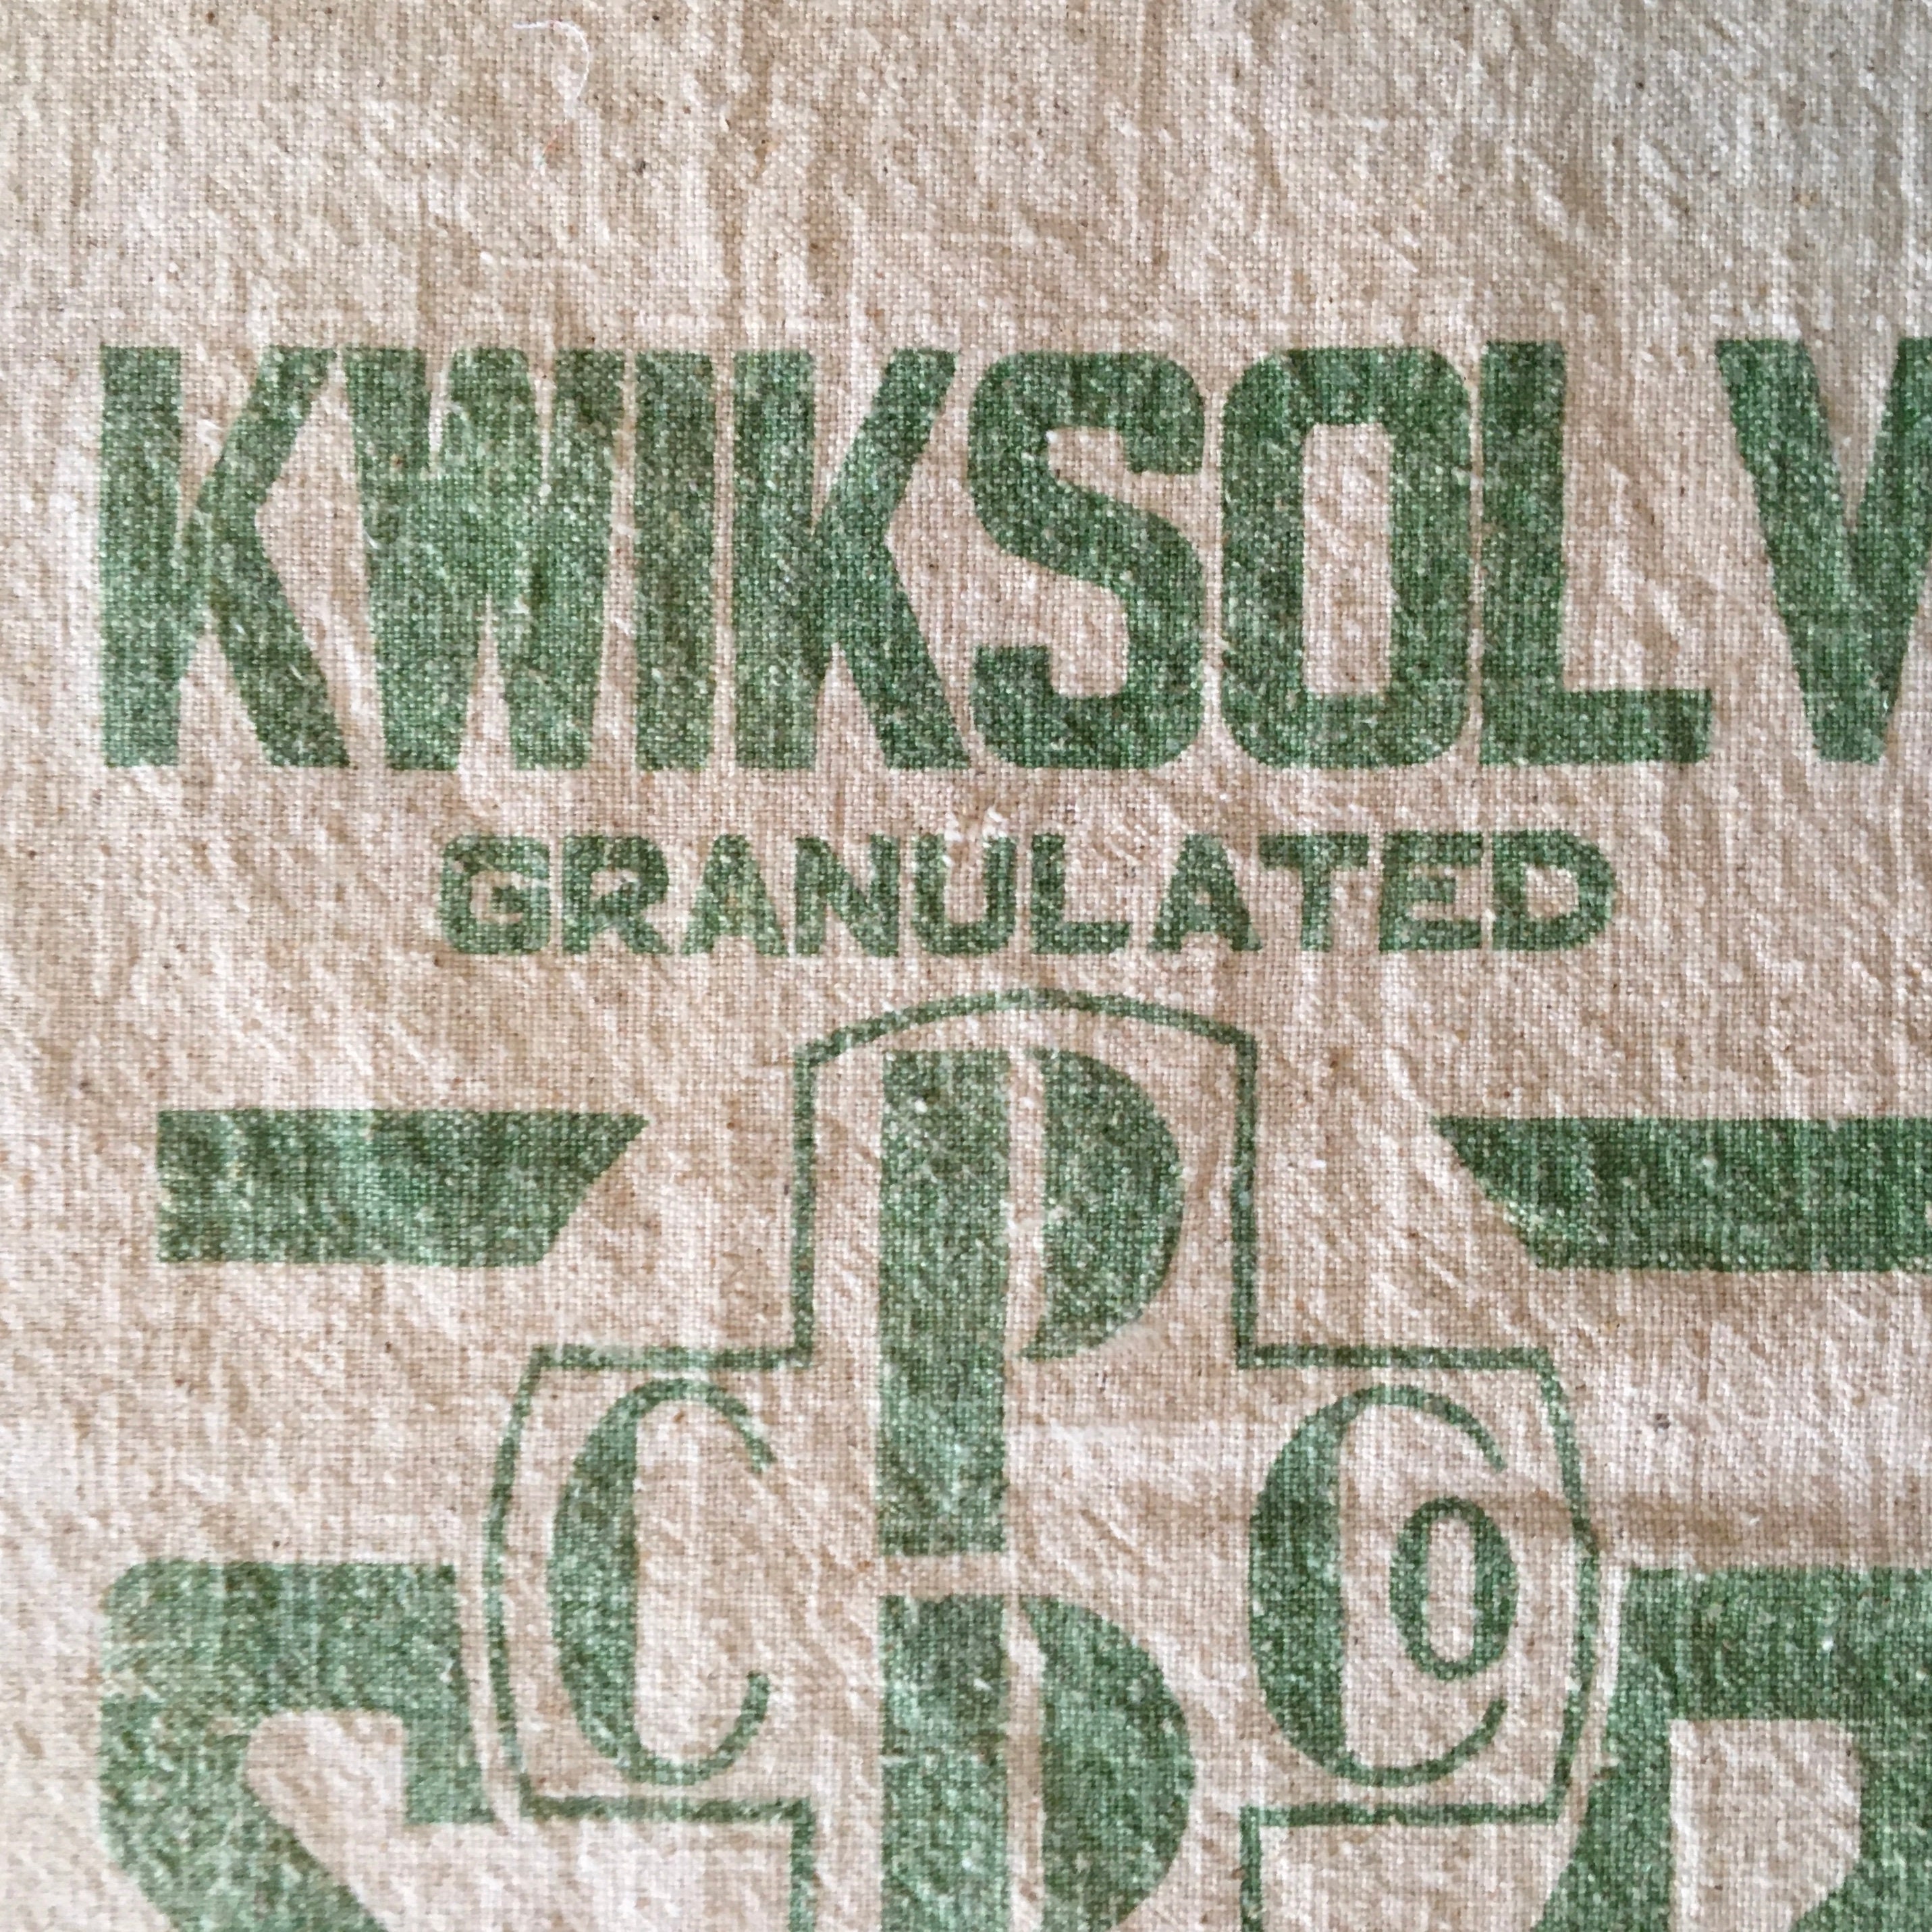 KWIKSOLV
GRANULATED
P
C Co
P
S R